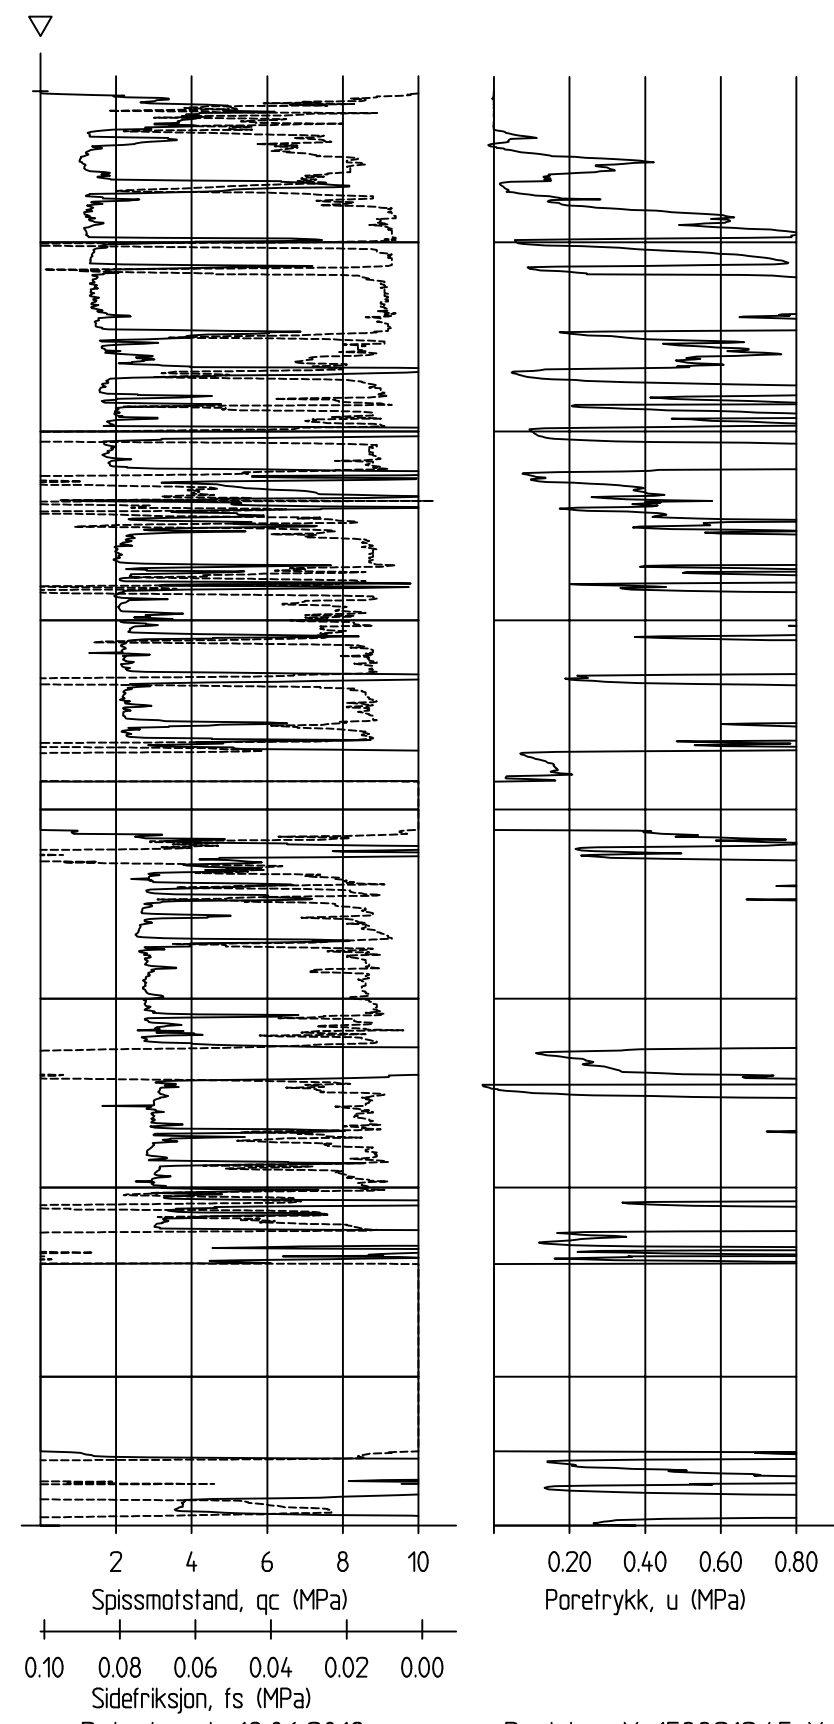 2 4 6 8 10
0.20 0.40 0.60 0.80
Spissmotstand, qc (MPa)
Poretrykk, u (MPa)
0.10 0.08 0.06 0.04 0.02 0.00
Sidefriksjon, fs (MPa)